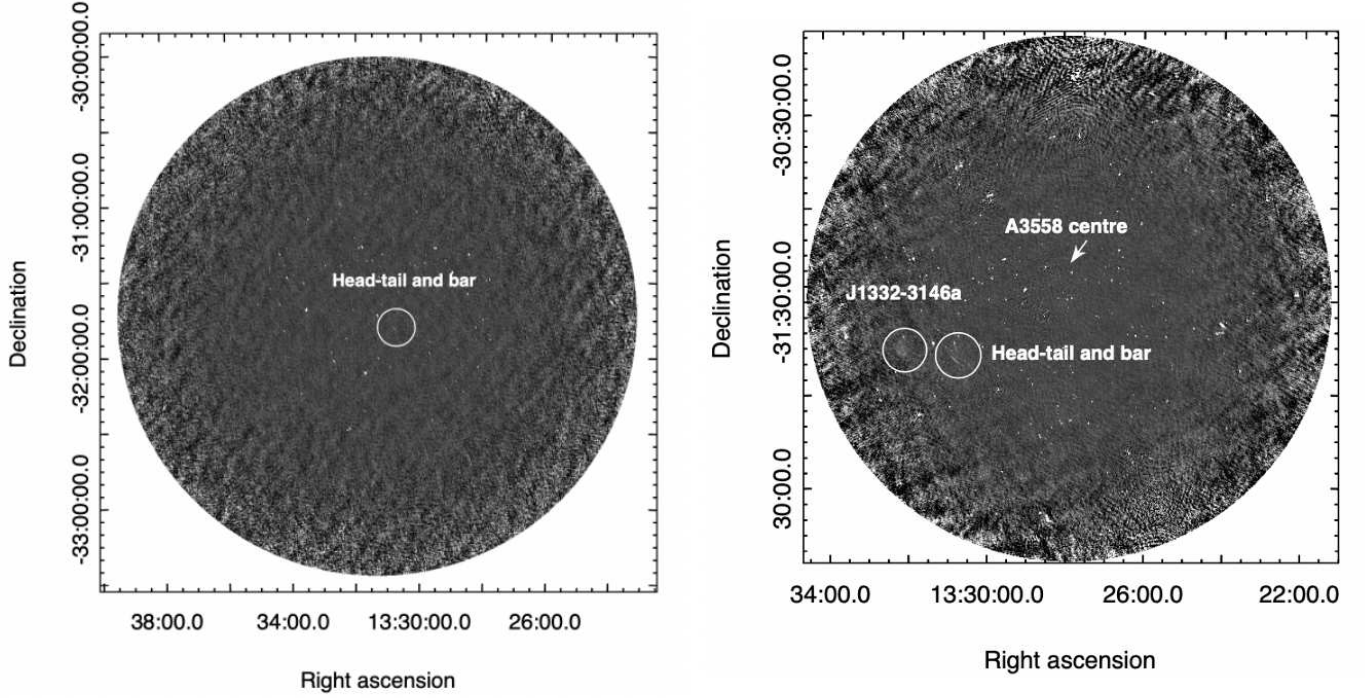 -30:00:00.0
-31:00:00.0
-32:00:00.0
-33:00:00.0
Declination
Head-tail and bar
38:00.0
34:00.0
13:30:00.0
26:00.0
Right ascension
-30:30:00.0
-31:30:00.0
30:00.0
Declination
A3558 centre
J1332-3146a
Head-tail and bar
34:00.0
13:30:00.0
26:00.0
22:00.0
Right ascension